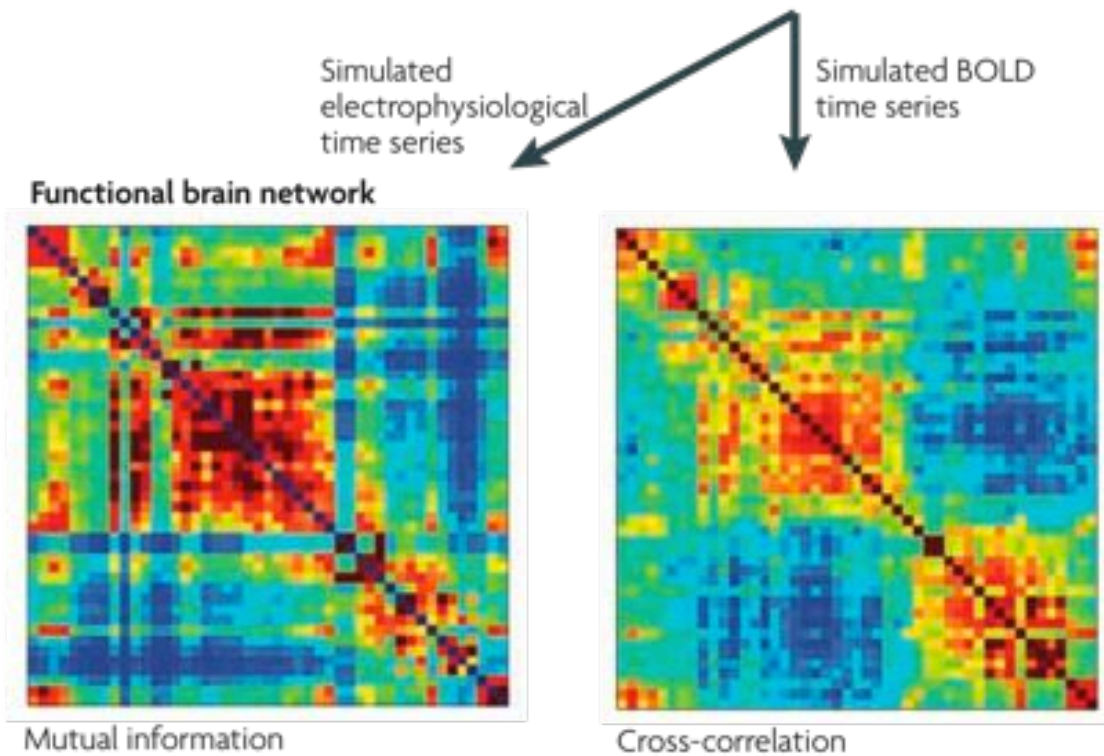 Simulated
electrophysiological
time series
Simulated BOLD
time series
Functional brain network
Mutual information
Cross-correlation